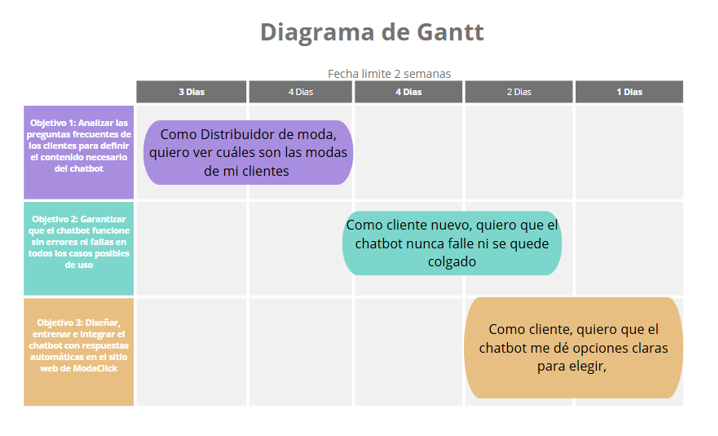 Diagrama de Gantt
Fecha limite 2 semanas
3 Dias
4 Dias
4 Dias
2 Dias
1 Dias
Objetivo 1: Analizar las
preguntas frecuentes de
los clientes para definir
el contenido necesario
del chatbot
Como Distribuidor de moda,
quiero ver cuáles son las modas
de mi clientes
Objetivo 2: Garantizar
que el chatbot funcione
sin errores ni fallas en
todos los casos posibles
de uso
Como cliente nuevo, quiero que el
chatbot nunca falle ni se quede
colgado
Objetivo 3: Diseñar,
entrenar e integrar el
chatbot con respuestas
automáticas en el sitio
web de ModaClick
Como cliente, quiero que el
chatbot me dé opciones claras
para elegir,